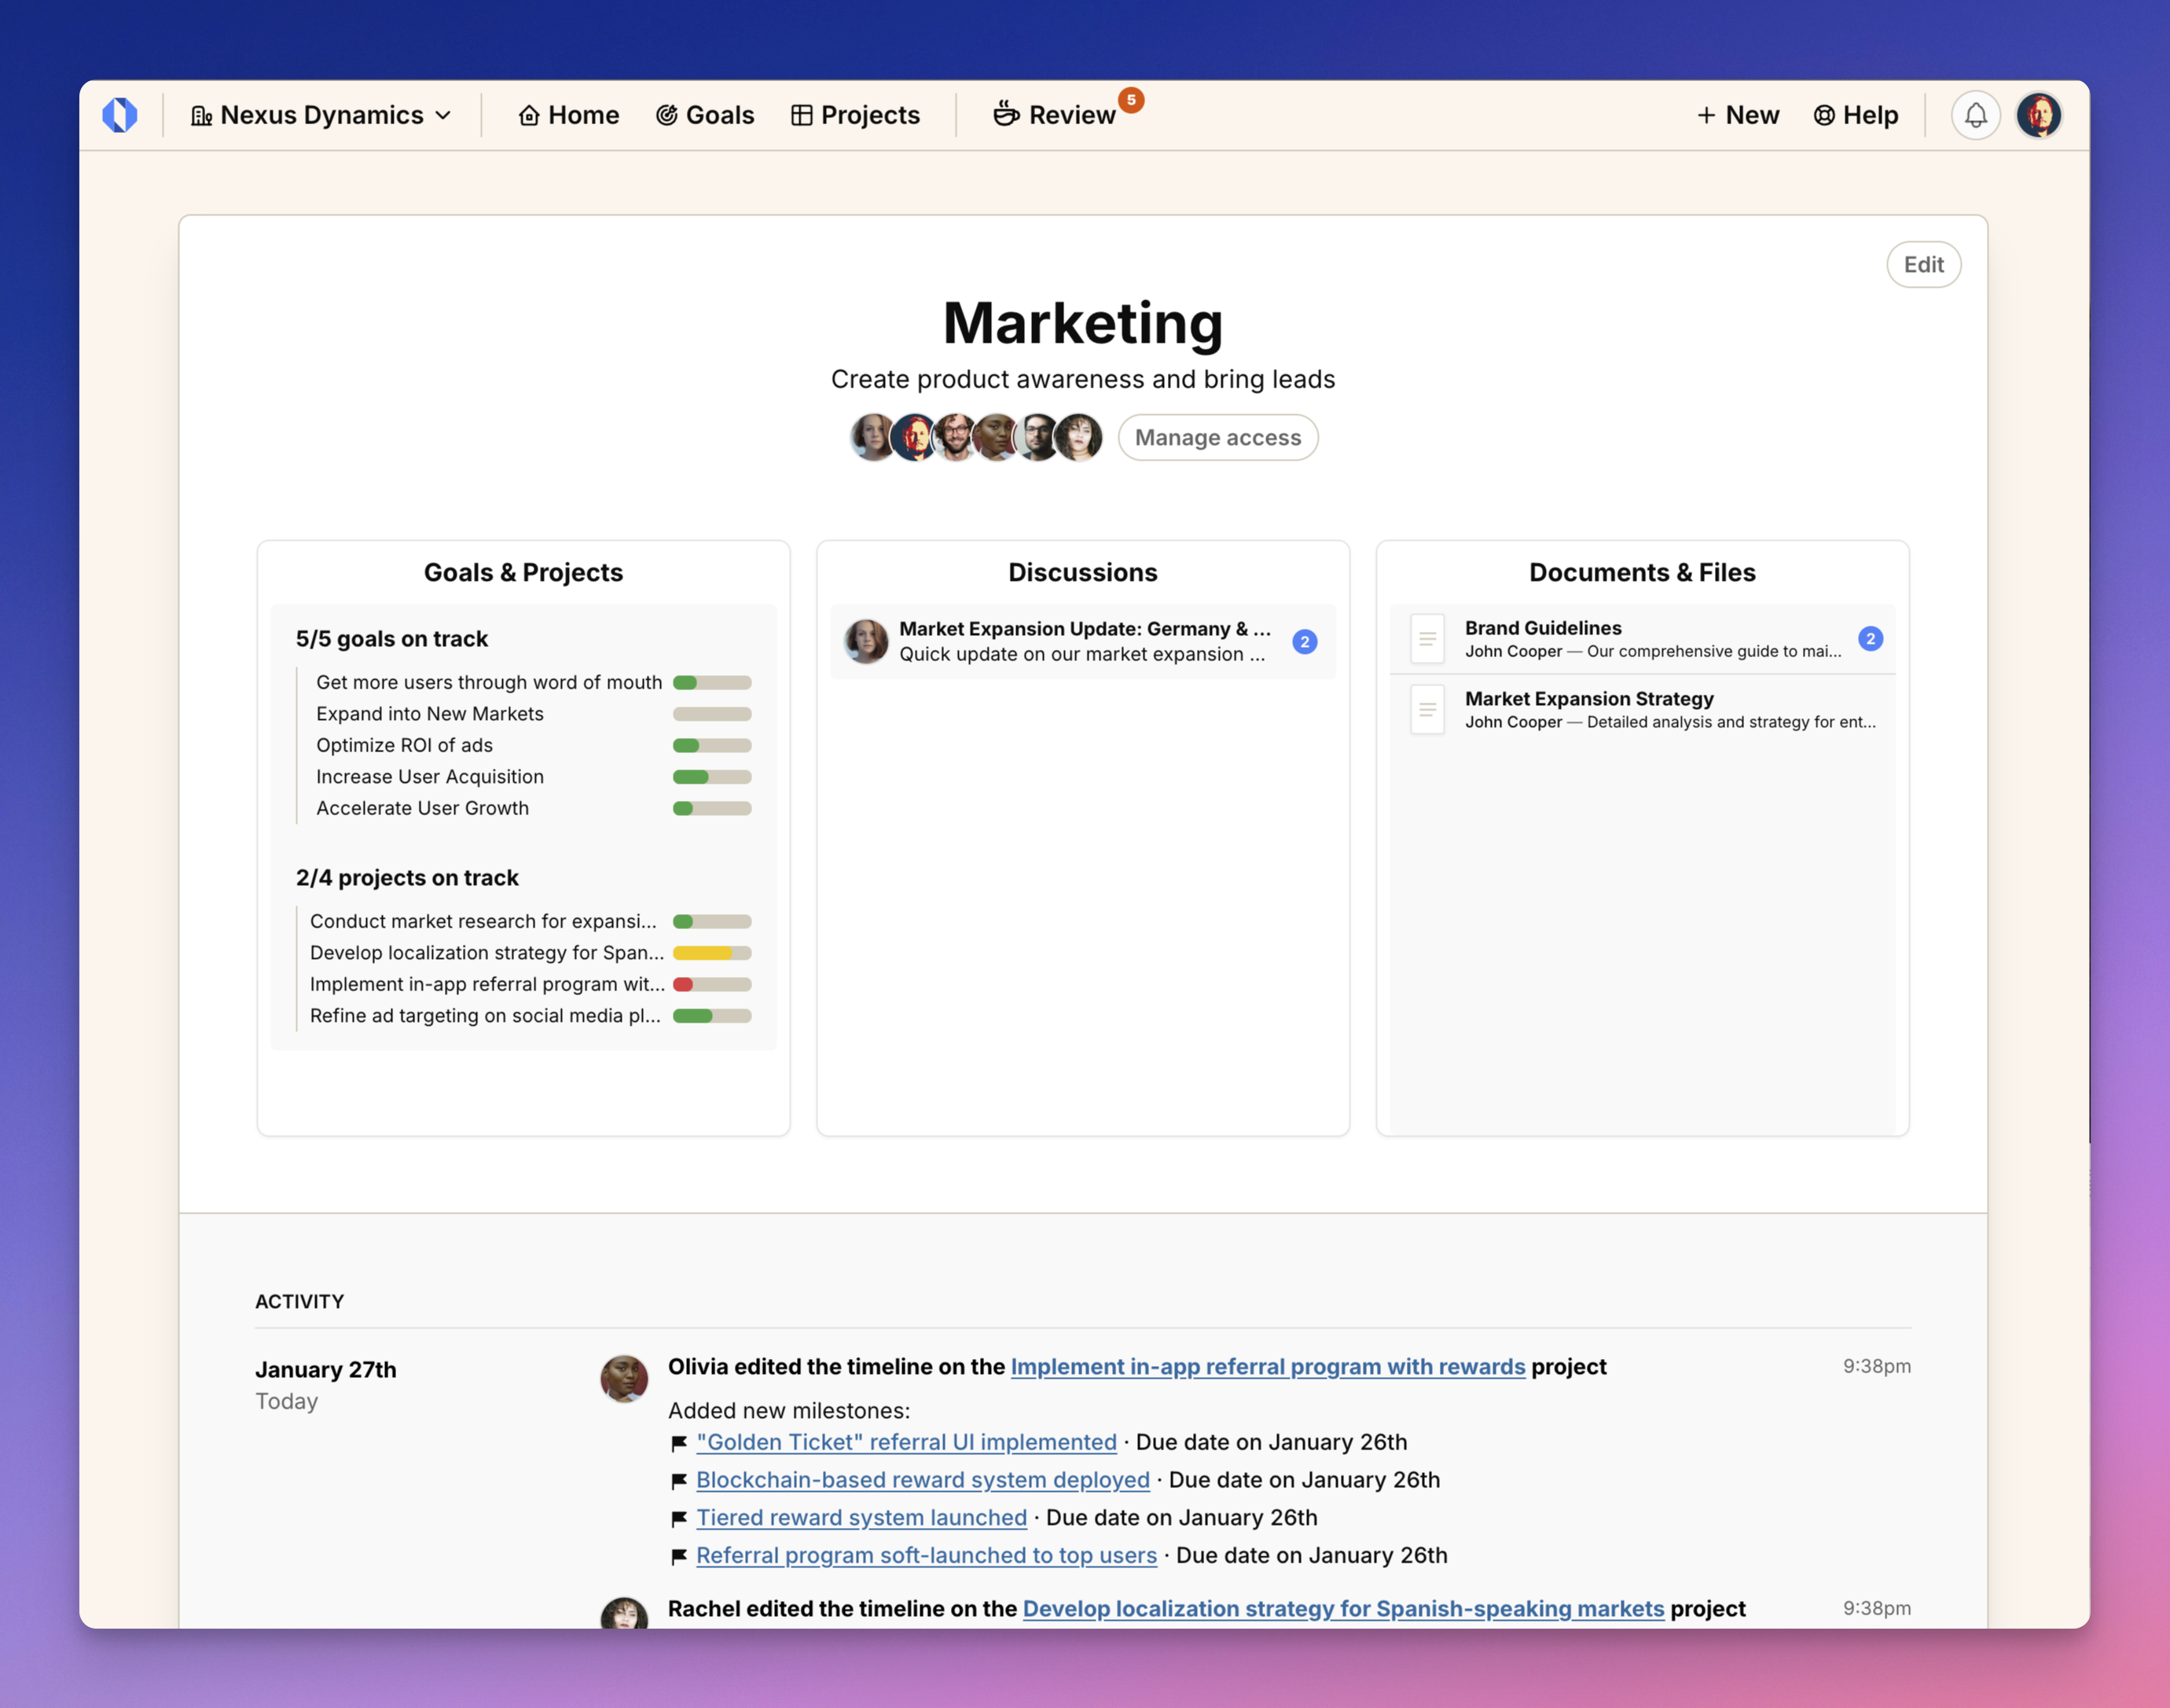 Nexus Dynamics
Home
Goals
Projects
Review
5
New
Help
Edit
Marketing
Create product awareness and bring leads
Manage access
Goals & Projects
5/5 goals on track
Get more users through word of mouth
Expand into New Markets
Optimize ROI of ads
Increase User Acquisition
Accelerate User Growth
2/4 projects on track
Conduct market research for expansi...
Develop localization strategy for Span...
Implement in-app referral program wit...
Refine ad targeting on social media pl...
Discussions
Market Expansion Update: Germany & ...
Quick update on our market expansion ...
2
Documents & Files
Brand Guidelines
John Cooper — Our comprehensive guide to mai...
2
Market Expansion Strategy
John Cooper — Detailed analysis and strategy for ent...
ACTIVITY
January 27th
Today
Olivia edited the timeline on the Implement in-app referral program with rewards project
9:38pm
Added new milestones:
"Golden Ticket" referral UI implemented · Due date on January 26th
Blockchain-based reward system deployed · Due date on January 26th
Tiered reward system launched · Due date on January 26th
Referral program soft-launched to top users · Due date on January 26th
Rachel edited the timeline on the Develop localization strategy for Spanish-speaking markets project
9:38pm